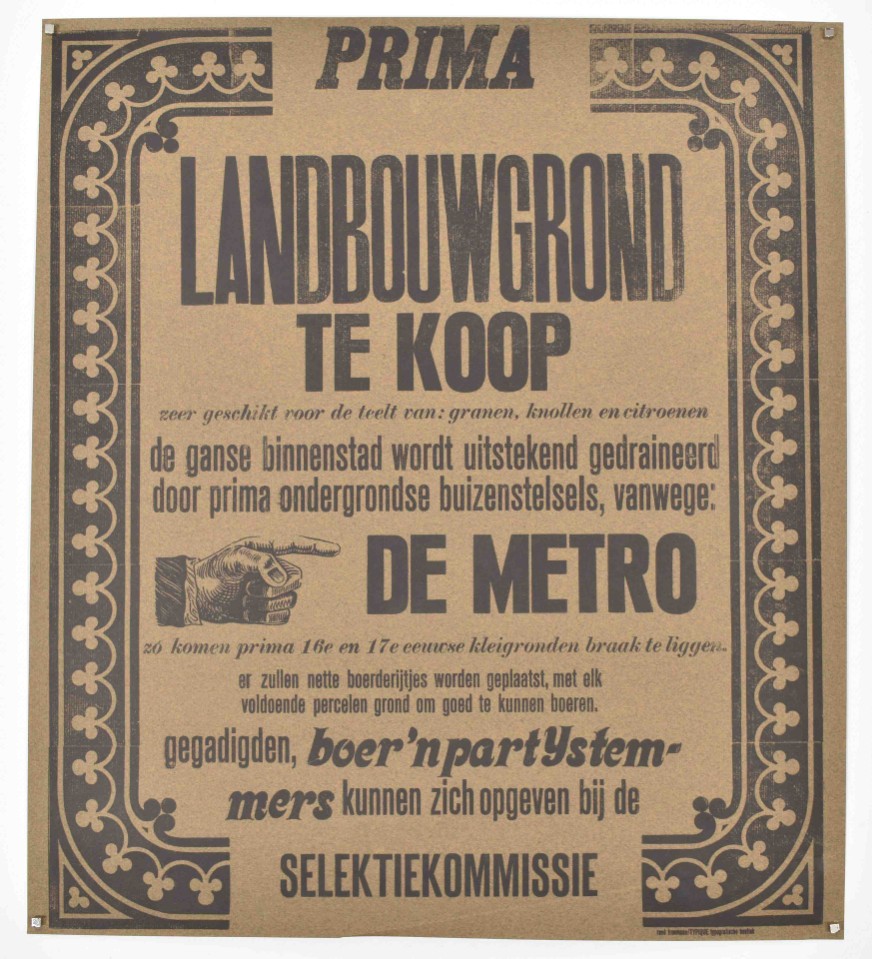 PRIMA
LANDBOUWGROND
TE KOOP
zeer geschikt voor de teelt van: granen, knollen en citroenen
de ganse binnenstad wordt uitstekend gedraineerd
door prima ondergrondse buizenstelsels, vanwege:
DE METRO
zó komen prima 16e en 17e eeuwse kleigronden braak te liggen.
er zullen nette boerderijtjes worden geplaatst, met elk
voldoende percelen grond om goed te kunnen boeren.
gegadigden, boer'npartYstem-
mers kunnen zich opgeven bij de
SELEKTIEKOMMISSIE